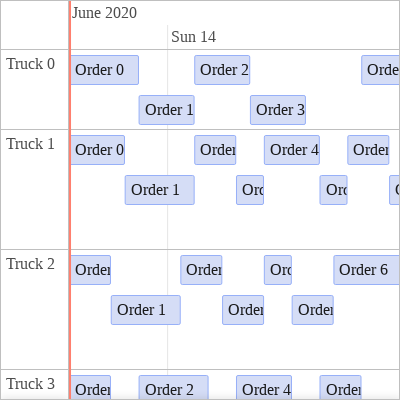 June 2020
Sun 14
Truck 0
Order 0
Order 2
Orde
Order 1
Order 3
Truck 1
Order 0
Order
Order 4
Order
Order 1
Orc
Orc
Truck 2
Order
Order
Orc
Order 6
Order 1
Order
Order
Truck 3
Order
Order 2
Order 4
Order